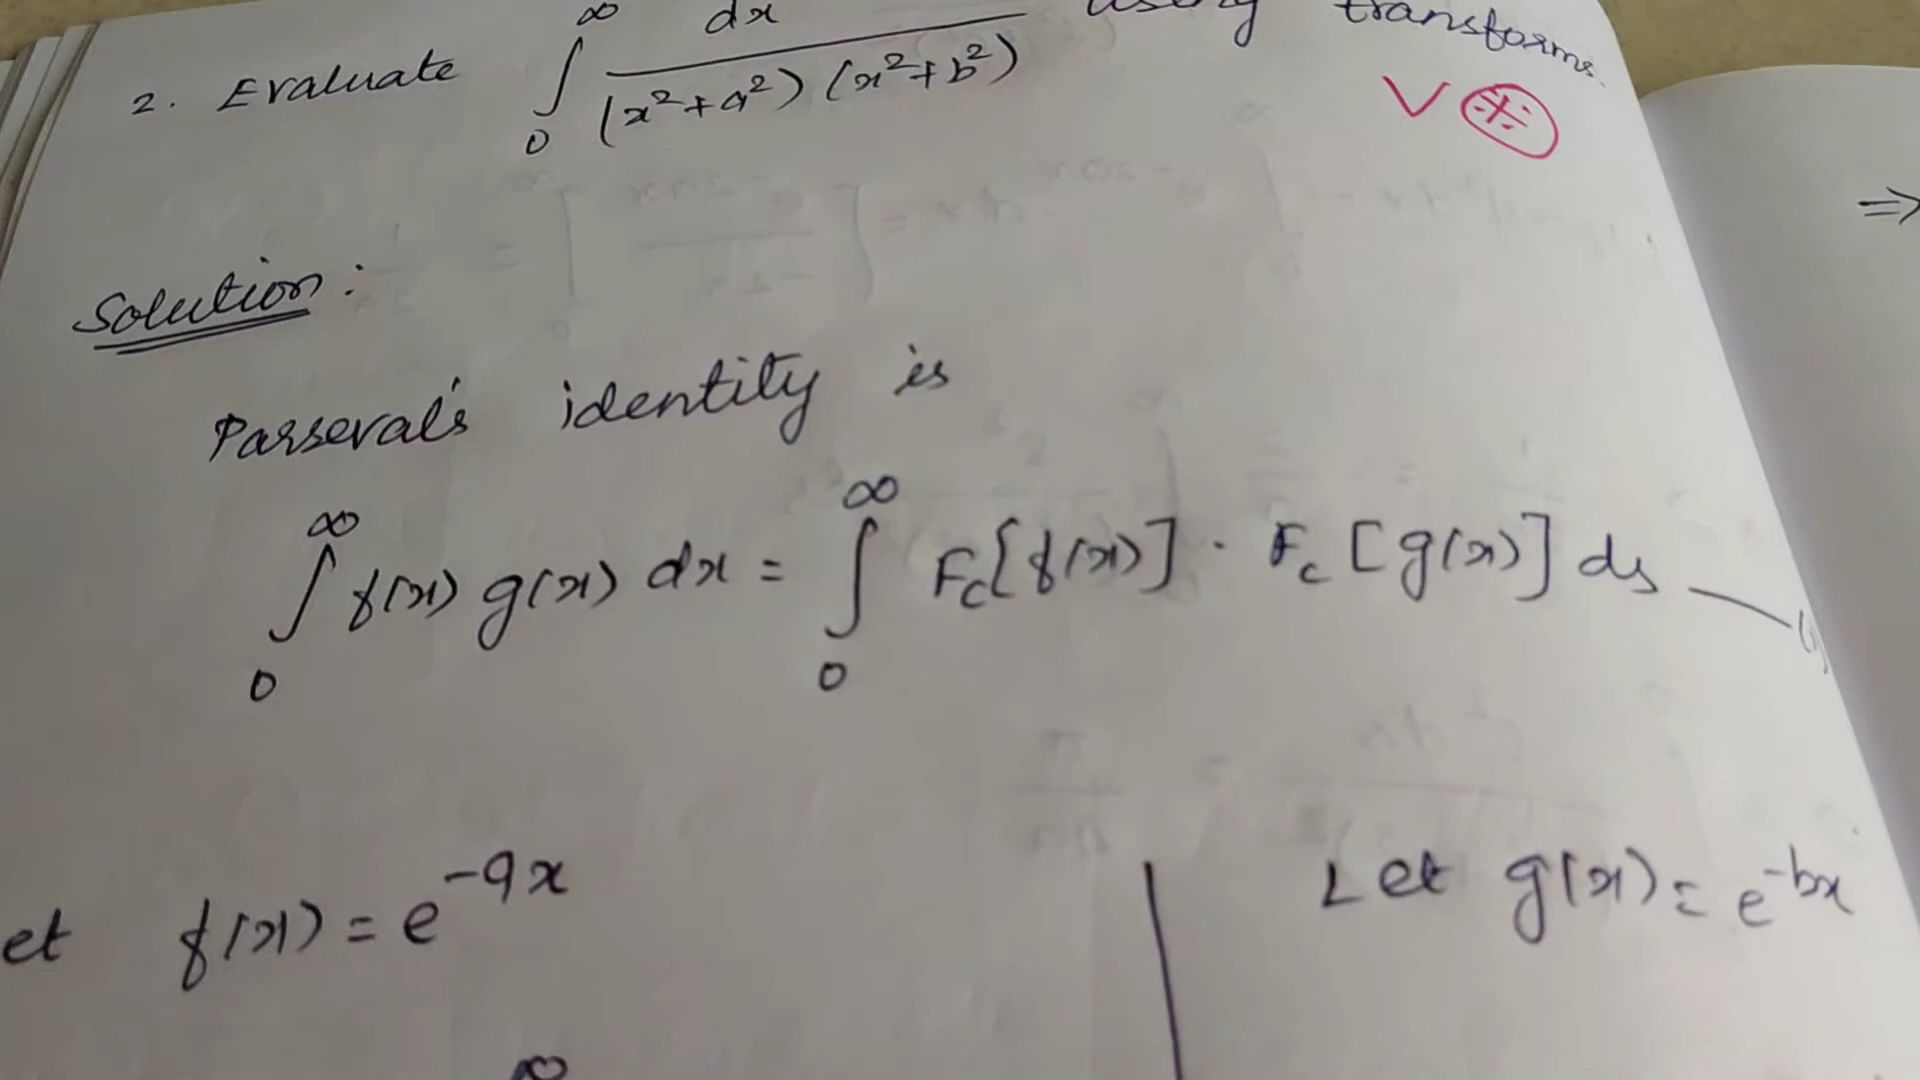 2. Evaluate ∫₀^∞ dx / (x²+a²) (x²+b²) using transforms.
Solution:
Parseval's identity is
∫₀^∞ f(x) g(x) dx = ∫₀^∞ Fc[f(x)] · Fc[g(x)] ds — (1)
et f(x) = e^-ax
Let g(x) = e^-bx
∞
⇒